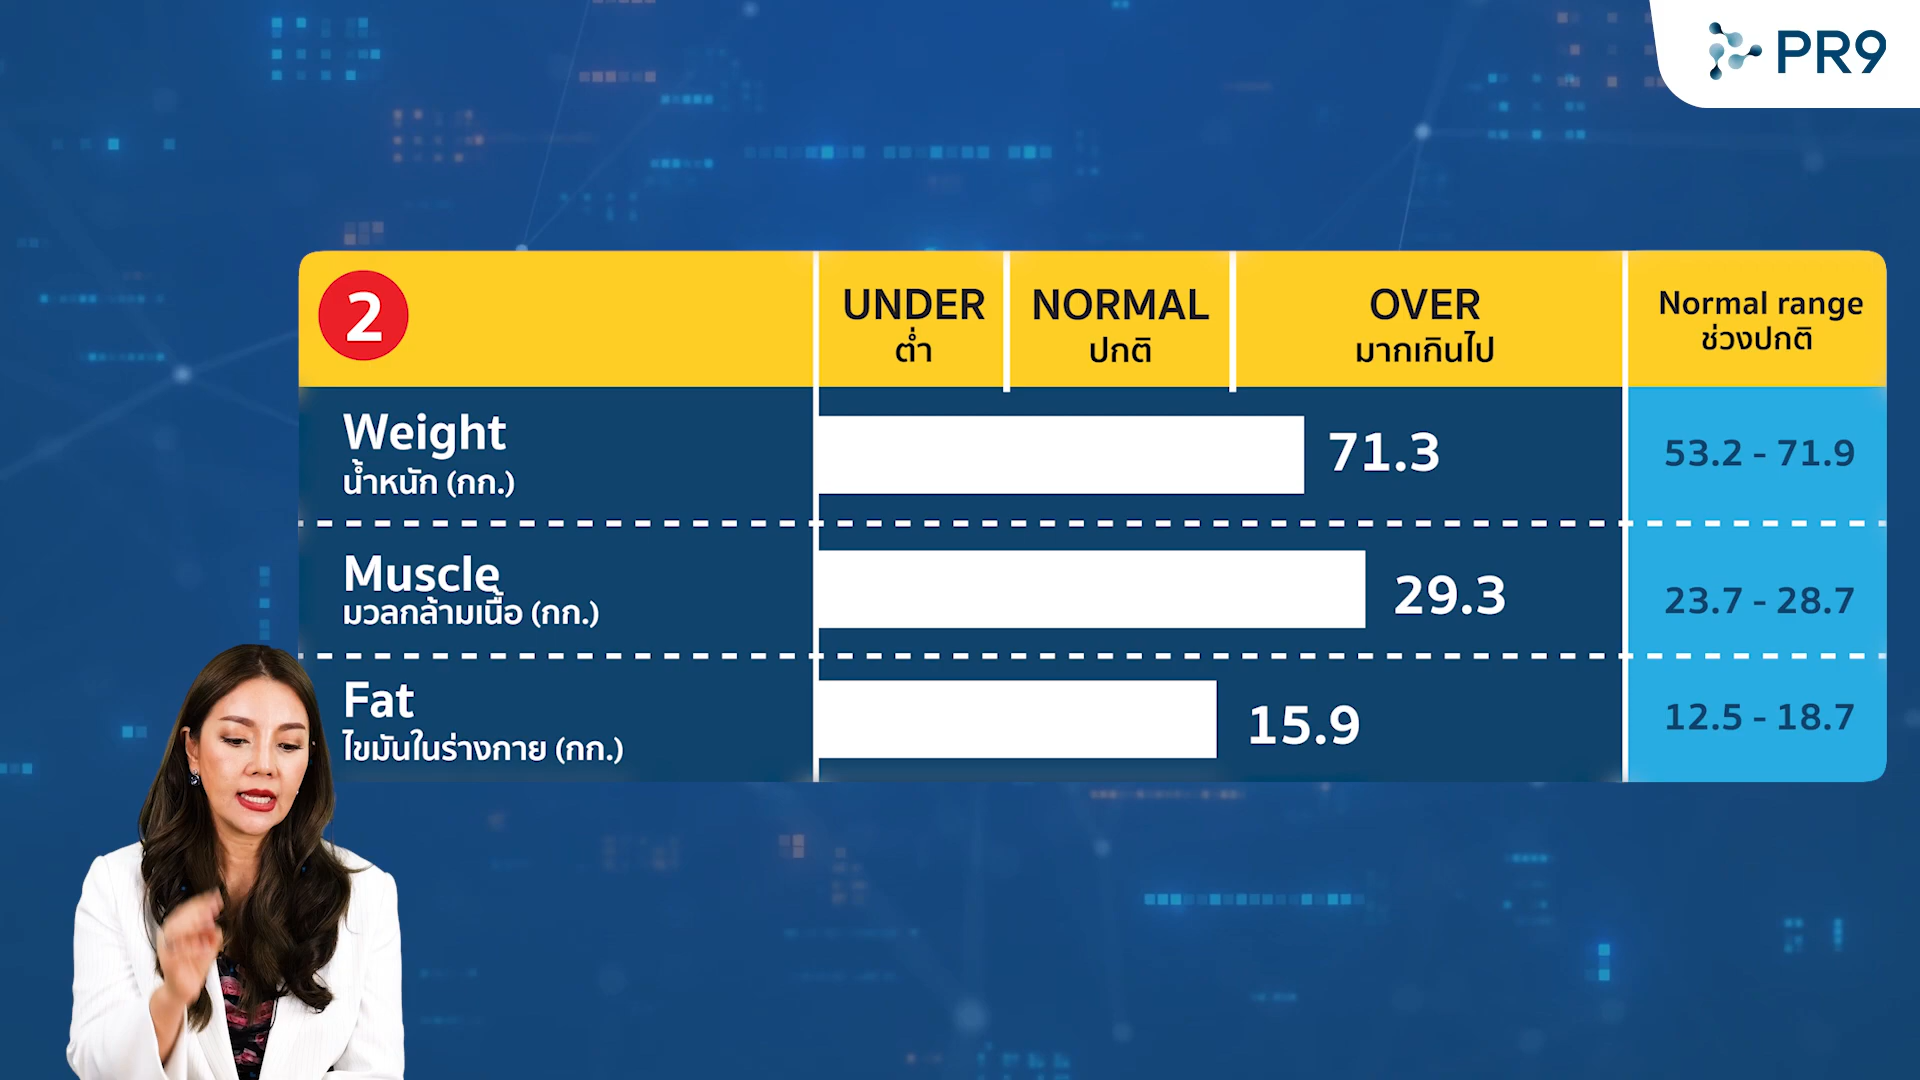 PR9
2
UNDER
ต่ำ
NORMAL
ปกติ
OVER
มากเกินไป
Normal range
ช่วงปกติ
Weight
น้ำหนัก (กก.)
71.3
53.2 - 71.9
Muscle
มวลกล้ามเนื้อ (กก.)
29.3
23.7 - 28.7
Fat
ไขมันในร่างกาย (กก.)
15.9
12.5 - 18.7